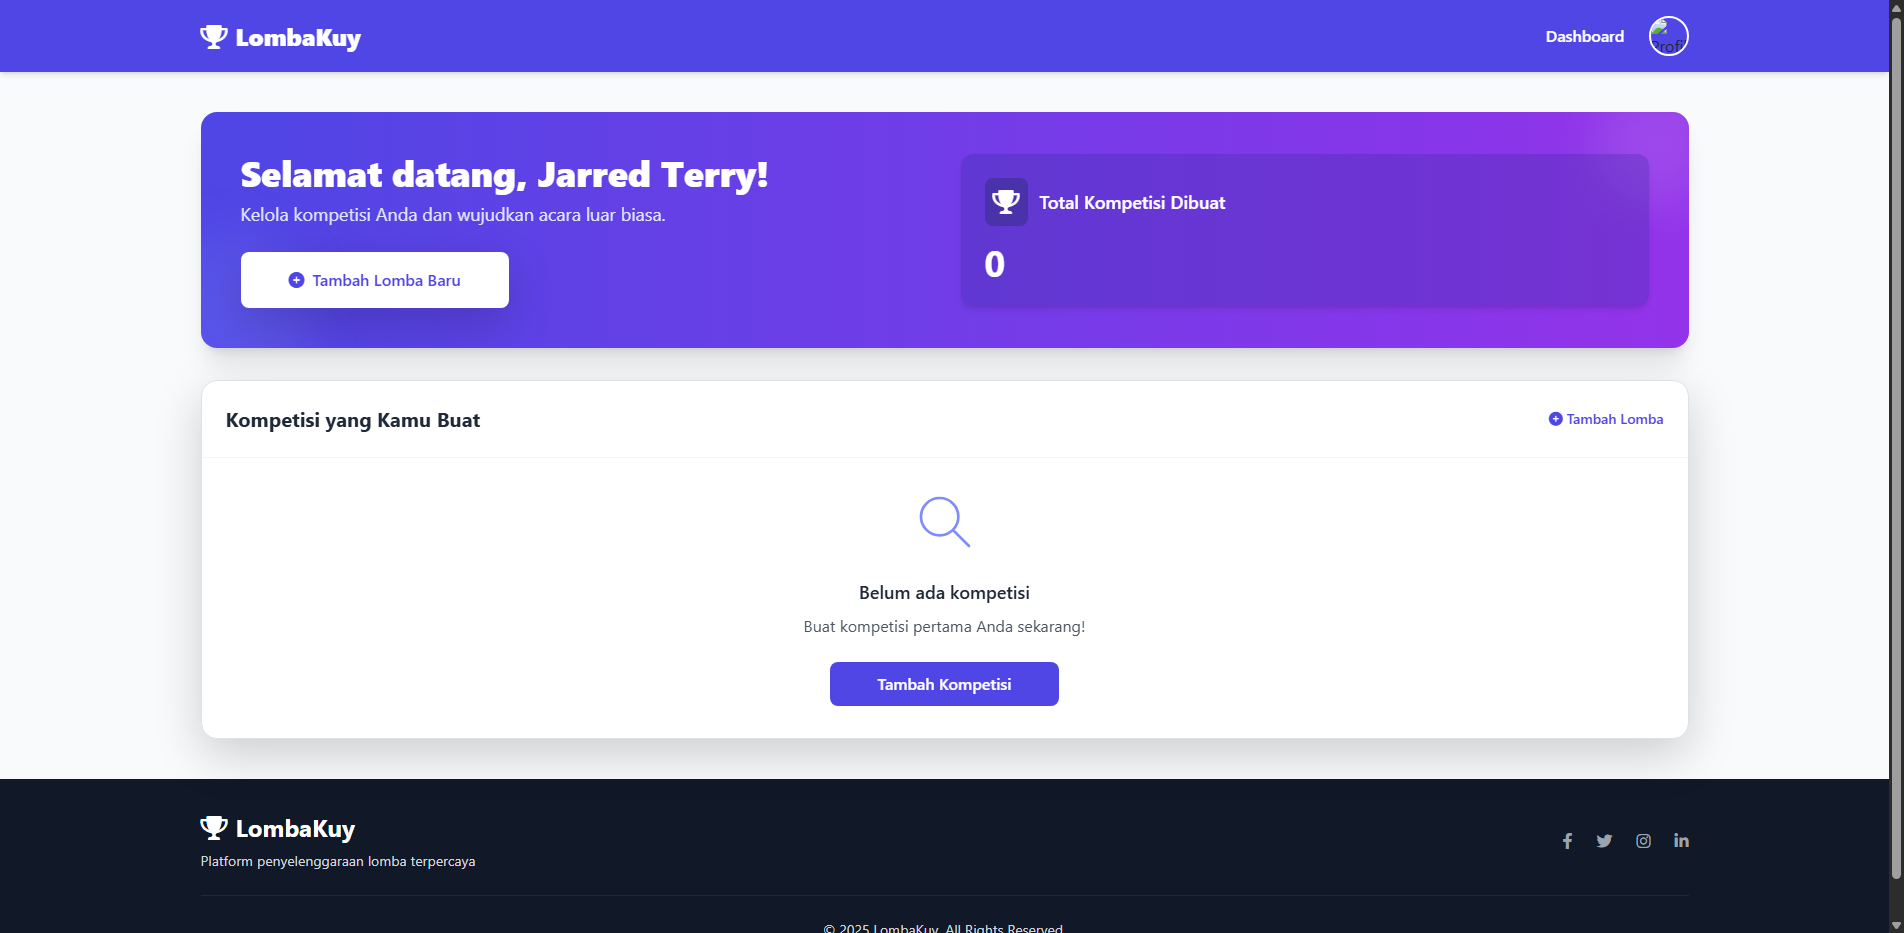 LombaKuy
Dashboard
Profi
Selamat datang, Jarred Terry!
Kelola kompetisi Anda dan wujudkan acara luar biasa.
Tambah Lomba Baru
Total Kompetisi Dibuat
0
Kompetisi yang Kamu Buat
Tambah Lomba
Belum ada kompetisi
Buat kompetisi pertama Anda sekarang!
Tambah Kompetisi
LombaKuy
Platform penyelenggaraan lomba terpercaya
© 2025 LombaKuy. All Rights Reserved